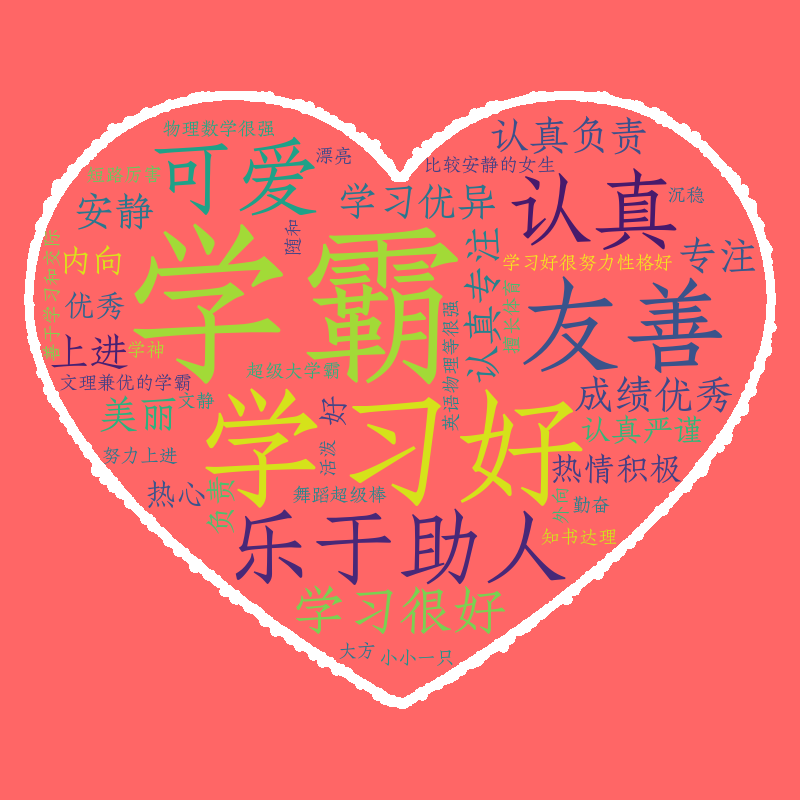 物理数学很强
认真负责
可爱
漂亮
比较安静的女生
短跑厉害
认真
沉稳
安静
学习优异
随和
学霸
认真专注
专注
内向
学习好很努力性格好
善于学习和交际
优秀
友善
上进
学神
超级大学霸
英语物理等很强
文理兼优的学霸
美丽
文静
学习好
好
成绩优秀
认真严谨
努力上进
活泼
热情积极
热心
负责
舞蹈超级棒
勤奋
乐于助人
知书达理
学习很好
大方
小小一只